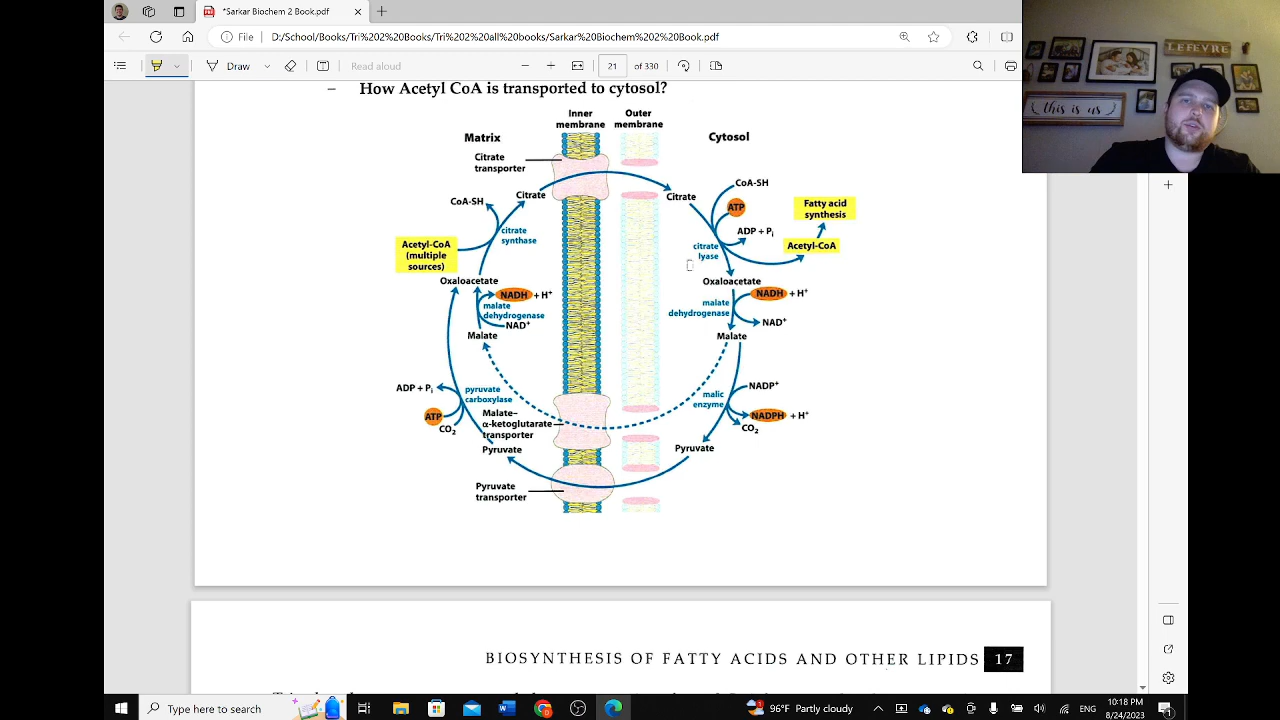 *Sarkar Biochem 2 Book.pdf
File
D:/School/Books/Tri%202%20Books/Tri%202%20all%20books/Sarkar%20Biochem%202%20Book.pdf
Draw
Read aloud
21
of 330
– How Acetyl CoA is transported to cytosol?
Inner
membrane
Outer
membrane
Matrix
Cytosol
Citrate
transporter
CoA-SH
Citrate
Citrate
CoA-SH
ATP
Fatty acid
synthesis
citrate
synthase
ADP + Pi
Acetyl-CoA
(multiple
sources)
citrate
lyase
Acetyl-CoA
Oxaloacetate
Oxaloacetate
NADH + H+
malate
dehydrogenase
NAD+
Malate
NADH + H+
malate
dehydrogenase
NAD+
Malate
ADP + Pi
pyruvate
carboxylase
ATP
CO2
Malate–
α-ketoglutarate
transporter
Pyruvate
NADP+
malic
enzyme
NADPH + H+
CO2
Pyruvate
Pyruvate
transporter
BIOSYNTHESIS OF FATTY ACIDS AND OTHER LIPIDS 17
LEFEVRE
this is us
Type here to search
96°F Partly cloudy
ENG
10:18 PM
8/24/2023